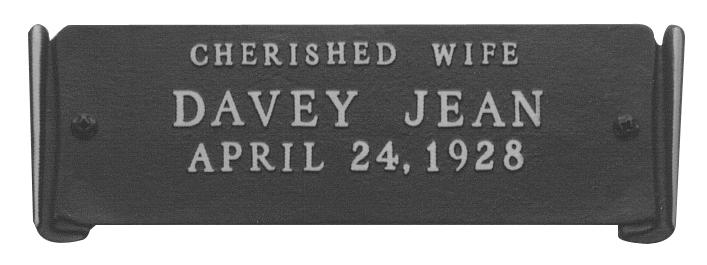 CHERISHED WIFE
DAVEY JEAN
APRIL 24, 1928